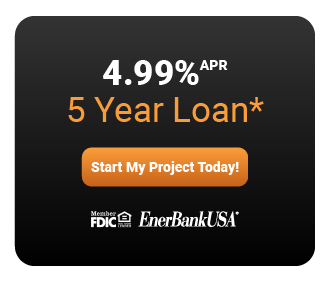 4.99% APR
5 Year Loan*
Start My Project Today!
Member
FDIC EnerBankUSA®